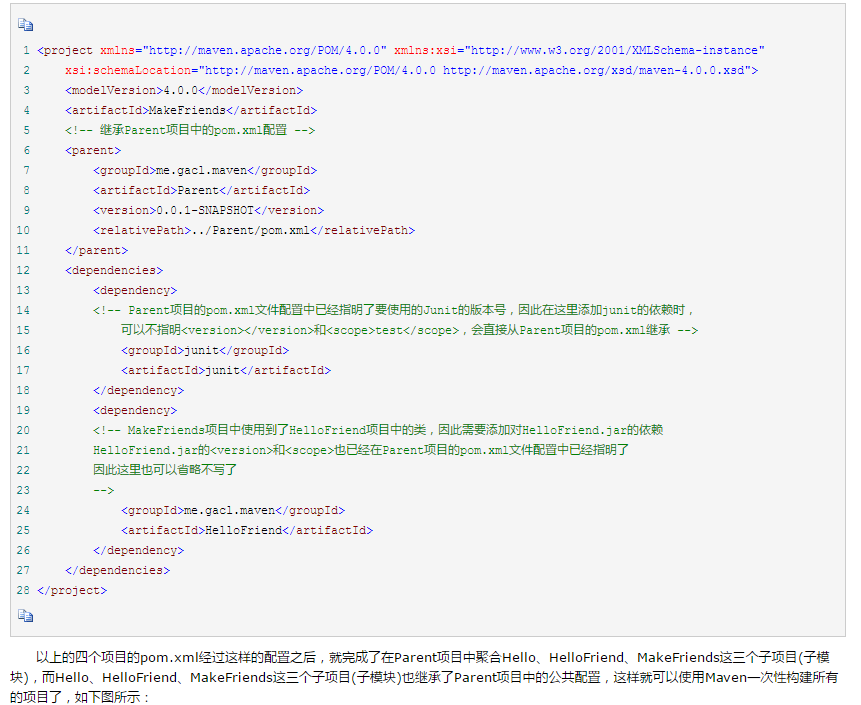 1 <project xmlns="http://maven.apache.org/POM/4.0.0" xmlns:xsi="http://www.w3.org/2001/XMLSchema-instance"
2     xsi:schemaLocation="http://maven.apache.org/POM/4.0.0 http://maven.apache.org/xsd/maven-4.0.0.xsd">
3     <modelVersion>4.0.0</modelVersion>
4     <artifactId>MakeFriends</artifactId>
5     <!-- 继承Parent项目中的pom.xml配置 -->
6     <parent>
7         <groupId>me.gacl.maven</groupId>
8         <artifactId>Parent</artifactId>
9         <version>0.0.1-SNAPSHOT</version>
10         <relativePath>../Parent/pom.xml</relativePath>
11     </parent>
12     <dependencies>
13         <dependency>
14         <!-- Parent项目的pom.xml文件配置中已经指明了要使用的Junit的版本号，因此在这里添加junit的依赖时，
15             可以不指明<version></version>和<scope>test</scope>，会直接从Parent项目的pom.xml继承 -->
16             <groupId>junit</groupId>
17             <artifactId>junit</artifactId>
18         </dependency>
19         <dependency>
20         <!-- MakeFriends项目中使用到了HelloFriend项目中的类，因此需要添加对HelloFriend.jar的依赖
21         HelloFriend.jar的<version>和<scope>也已经在Parent项目的pom.xml文件配置中已经指明了
22         因此这里也可以省略不写了
23         -->
24             <groupId>me.gacl.maven</groupId>
25             <artifactId>HelloFriend</artifactId>
26         </dependency>
27     </dependencies>
28 </project>
以上的四个项目的pom.xml经过这样的配置之后，就完成了在Parent项目中聚合Hello、HelloFriend、MakeFriends这三个子项目(子模
块)，而Hello、HelloFriend、MakeFriends这三个子项目(子模块)也继承了Parent项目中的公共配置，这样就可以使用Maven一次性构建所有
的项目了，如下图所示：